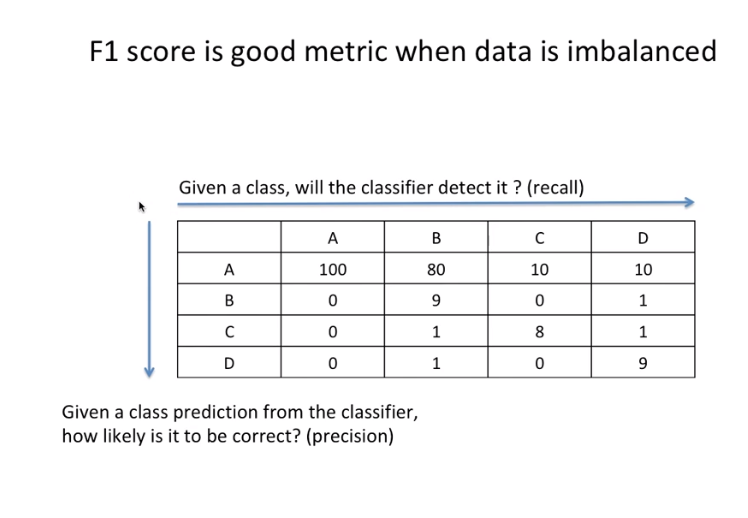 F1 score is good metric when data is imbalanced
Given a class, will the classifier detect it ? (recall)
A B C D
A 100 80 10 10
B 0 9 0 1
C 0 1 8 1
D 0 1 0 9
Given a class prediction from the classifier,
how likely is it to be correct? (precision)